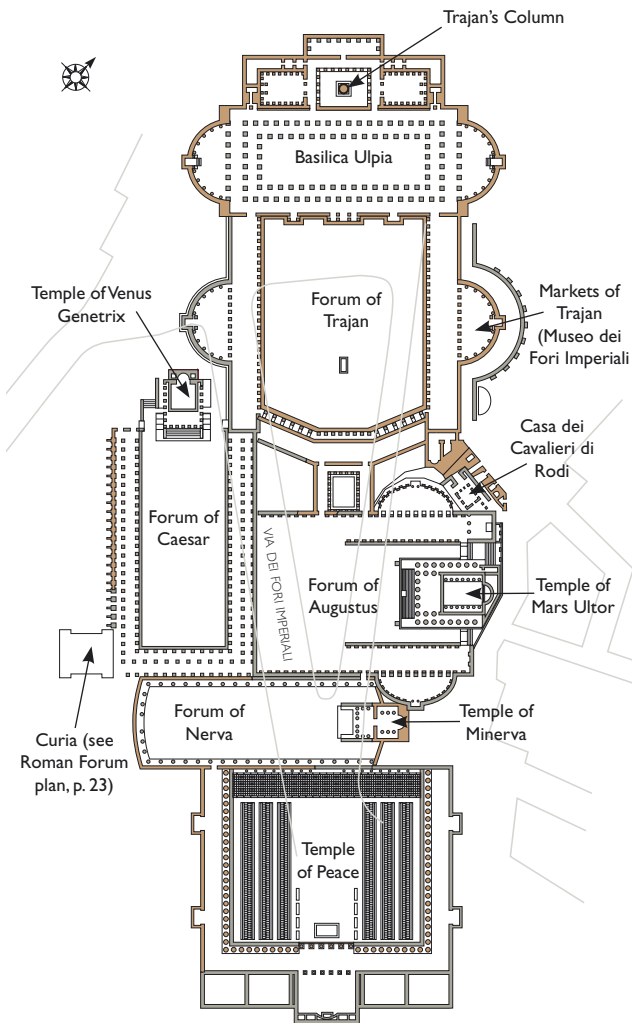 Trajan's Column
Basilica Ulpia
Temple of Venus
Genetrix
Forum of
Trajan
Markets of
Trajan
(Museo dei
Fori Imperiali
Casa dei
Cavalieri di
Rodi
Forum of
Caesar
VIA DEI FORI IMPERIALI
Forum of
Augustus
Temple of
Mars Ultor
Curia (see
Roman Forum
plan, p. 23)
Forum of
Nerva
Temple of
Minerva
Temple
of Peace